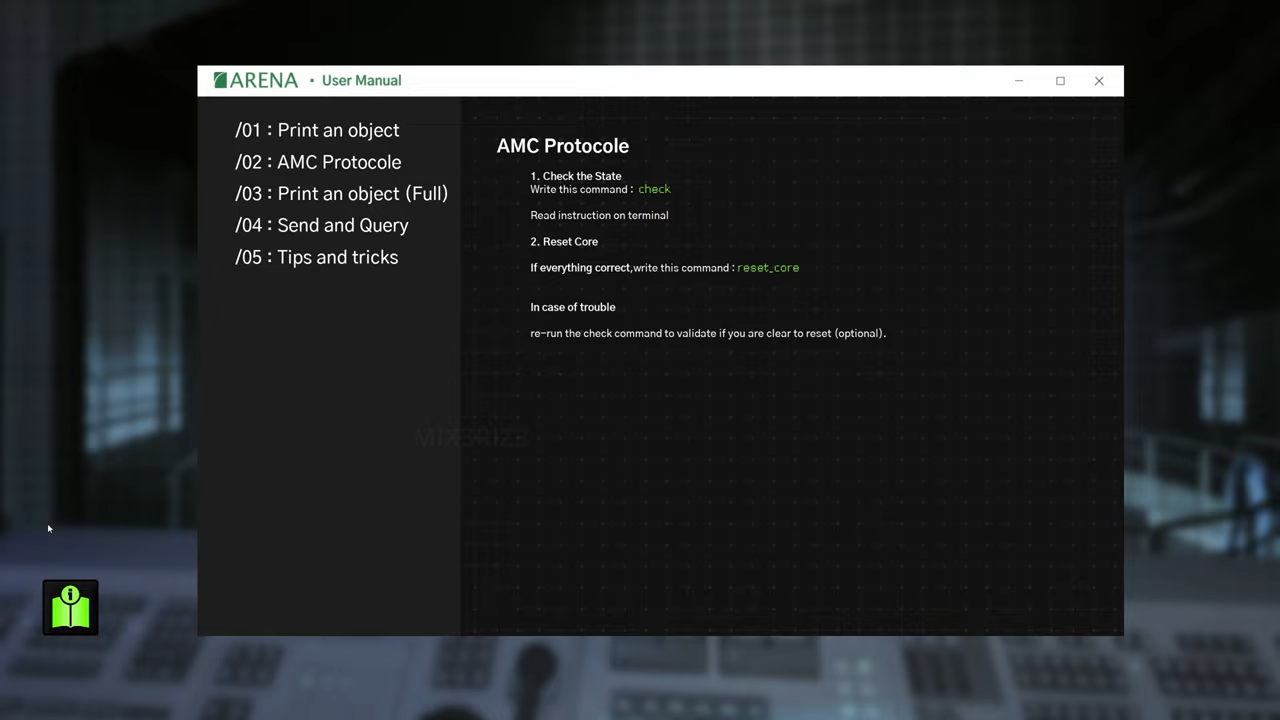 ARENA • User Manual
/01 : Print an object
/02 : AMC Protocole
/03 : Print an object (Full)
/04 : Send and Query
/05 : Tips and tricks
AMC Protocole
1. Check the State
Write this command : check
Read instruction on terminal
2. Reset Core
If everything correct,write this command : reset_core
In case of trouble
re-run the check command to validate if you are clear to reset (optional).